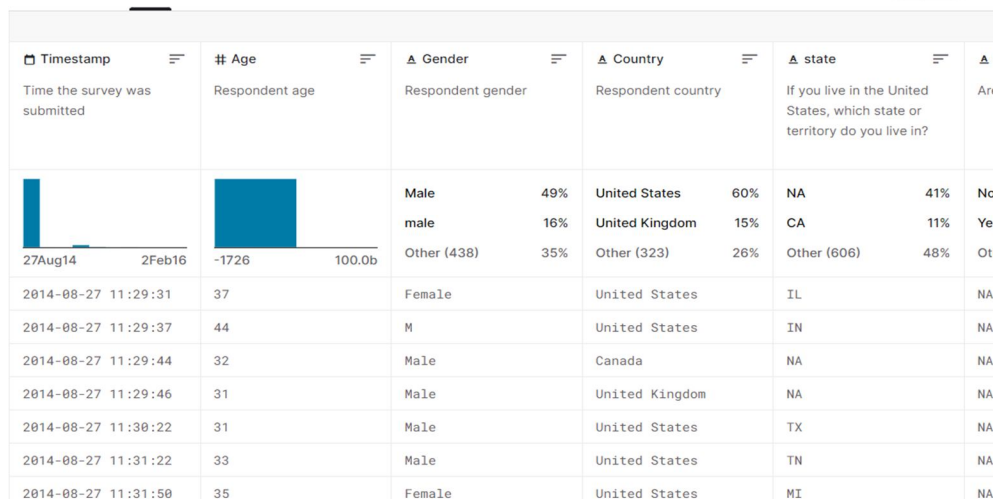 Timestamp Age Gender Country state
Time the survey was submitted Respondent age Respondent gender Respondent country If you live in the United States, which state or territory do you live in?
Male 49% United States 60% NA 41% No
male 16% United Kingdom 15% CA 11% Ye
27Aug14 2Feb16 -1726 100.0b Other (438) 35% Other (323) 26% Other (606) 48% Ot
2014-08-27 11:29:31 37 Female United States IL NA
2014-08-27 11:29:37 44 M United States IN NA
2014-08-27 11:29:44 32 Male Canada NA NA
2014-08-27 11:29:46 31 Male United Kingdom NA NA
2014-08-27 11:30:22 31 Male United States TX NA
2014-08-27 11:31:22 33 Male United States TN NA
2014-08-27 11:31:50 35 Female United States MI NA